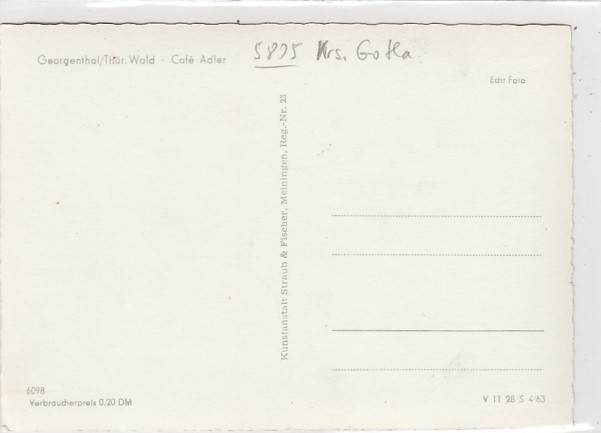 Georgenthal/Thür. Wald - Café Adler
5895 Krs. Gotha
Echt Foto
Kunstanstalt Straub & Fischer, Meiningen, Reg.-Nr. 23
6098
Verbraucherpreis 0.20 DM
V 11 28 S 4/63